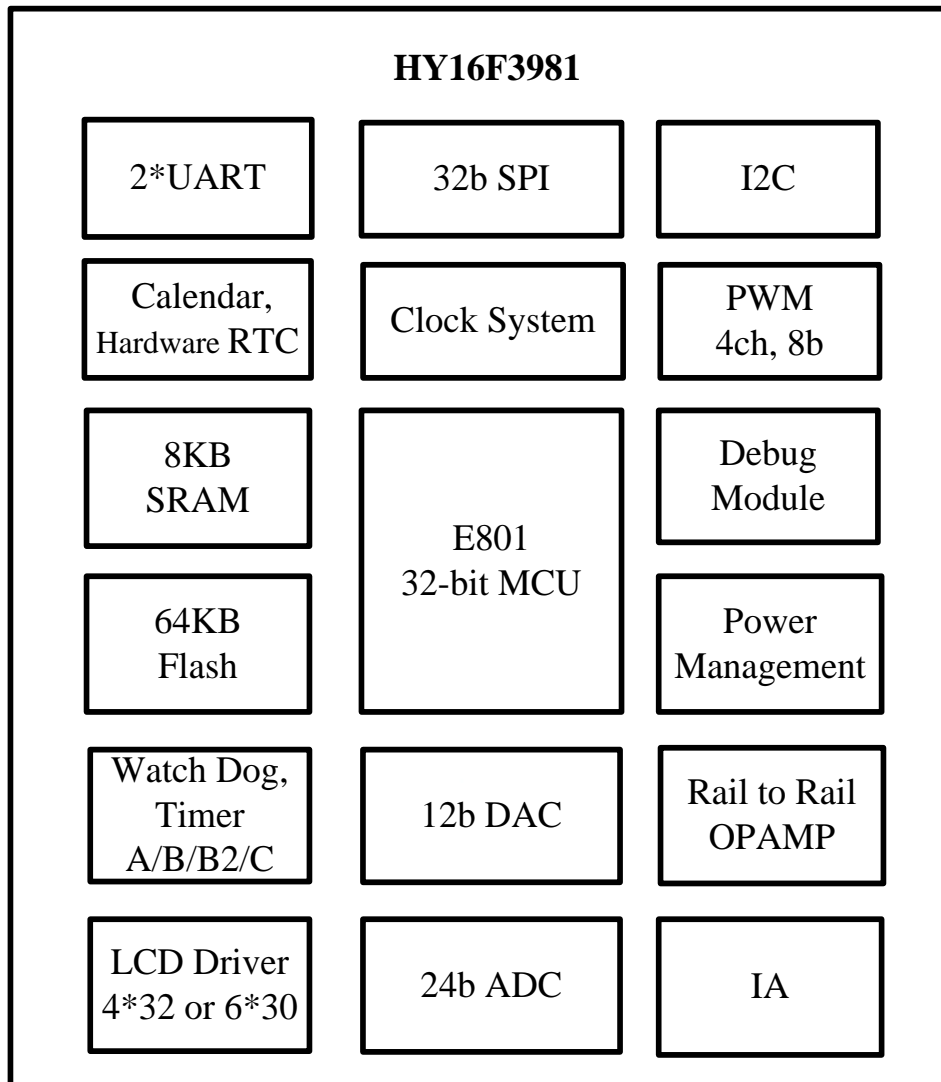 HY16F3981
2*UART
32b SPI
I2C
Calendar,
Hardware RTC
Clock System
PWM
4ch, 8b
8KB
SRAM
E801
32-bit MCU
Debug
Module
64KB
Flash
Power
Management
Watch Dog,
Timer
A/B/B2/C
12b DAC
Rail to Rail
OPAMP
LCD Driver
4*32 or 6*30
24b ADC
IA